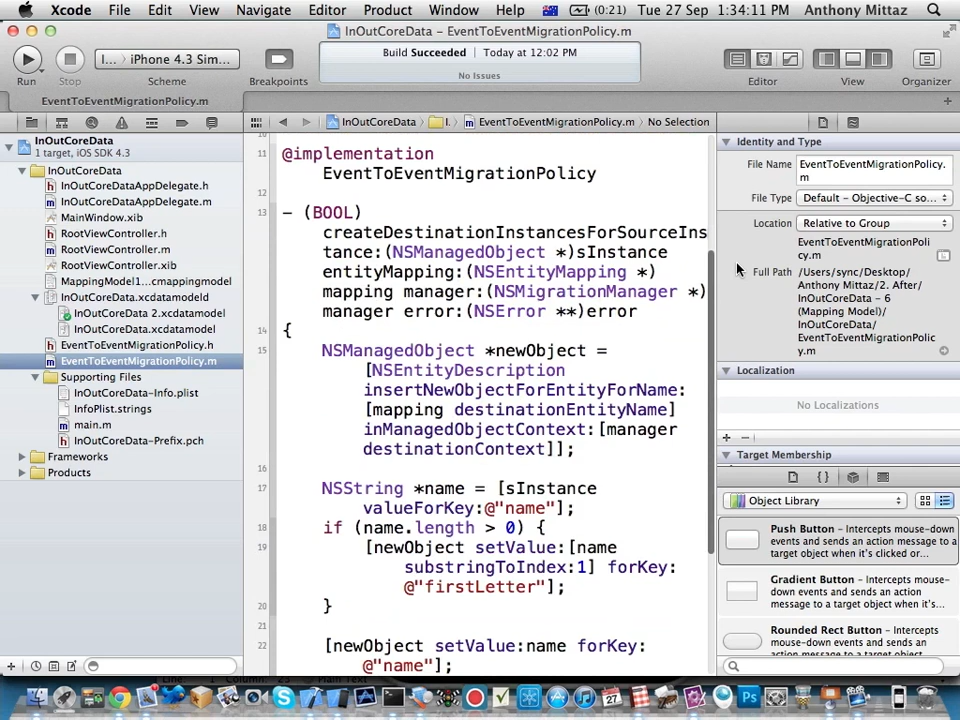 Xcode File Edit View Navigate Editor Product Window Help (0:21) Tue 27 Sep 1:34:11 PM Anthony Mittaz
InOutCoreData – EventToEventMigrationPolicy.m
I... iPhone 4.3 Sim...
Build Succeeded Today at 12:02 PM
No Issues
Run Stop Scheme Breakpoints Editor View Organizer
EventToEventMigrationPolicy.m
InOutCoreData I. EventToEventMigrationPolicy.m No Selection
InOutCoreData
1 target, iOS SDK 4.3
InOutCoreData
InOutCoreDataAppDelegate.h
InOutCoreDataAppDelegate.m
MainWindow.xib
RootViewController.h
RootViewController.m
RootViewController.xib
MappingModel1...cmappingmodel
InOutCoreData.xcdatamodeld
InOutCoreData 2.xcdatamodel
InOutCoreData.xcdatamodel
EventToEventMigrationPolicy.h
EventToEventMigrationPolicy.m
Supporting Files
InOutCoreData-Info.plist
InfoPlist.strings
main.m
InOutCoreData-Prefix.pch
Frameworks
Products
11 @implementation
EventToEventMigrationPolicy
12
13 - (BOOL)
createDestinationInstancesForSourceIns
tance:(NSManagedObject *)sInstance
entityMapping:(NSEntityMapping *)
mapping manager:(NSMigrationManager *)
manager error:(NSError **)error
14 {
15 NSManagedObject *newObject =
[NSEntityDescription
insertNewObjectForEntityForName:
[mapping destinationEntityName]
inManagedObjectContext:[manager
destinationContext]];
16
17 NSString *name = [sInstance
valueForKey:@"name"];
18 if (name.length > 0) {
19 [newObject setValue:[name
substringToIndex:1] forKey:
@"firstLetter"];
20 }
21
22 [newObject setValue:name forKey:
@"name"];
Identity and Type
File Name EventToEventMigrationPolicy.
m
File Type Default - Objective-C so...
Location Relative to Group
EventToEventMigrationPoli
cy.m
Full Path /Users/sync/Desktop/
Anthony Mittaz/2. After/
InOutCoreData - 6
(Mapping Model)/
InOutCoreData/
EventToEventMigrationPolic
y.m
Localization
No Localizations
Target Membership
Object Library
Push Button – Intercepts mouse-down
events and sends an action message to a
target object when it's clicked or...
Gradient Button – Intercepts mouse-
down events and sends an action
message to a target object when it's...
Rounded Rect Button – Intercepts
mouse-down events and sends an